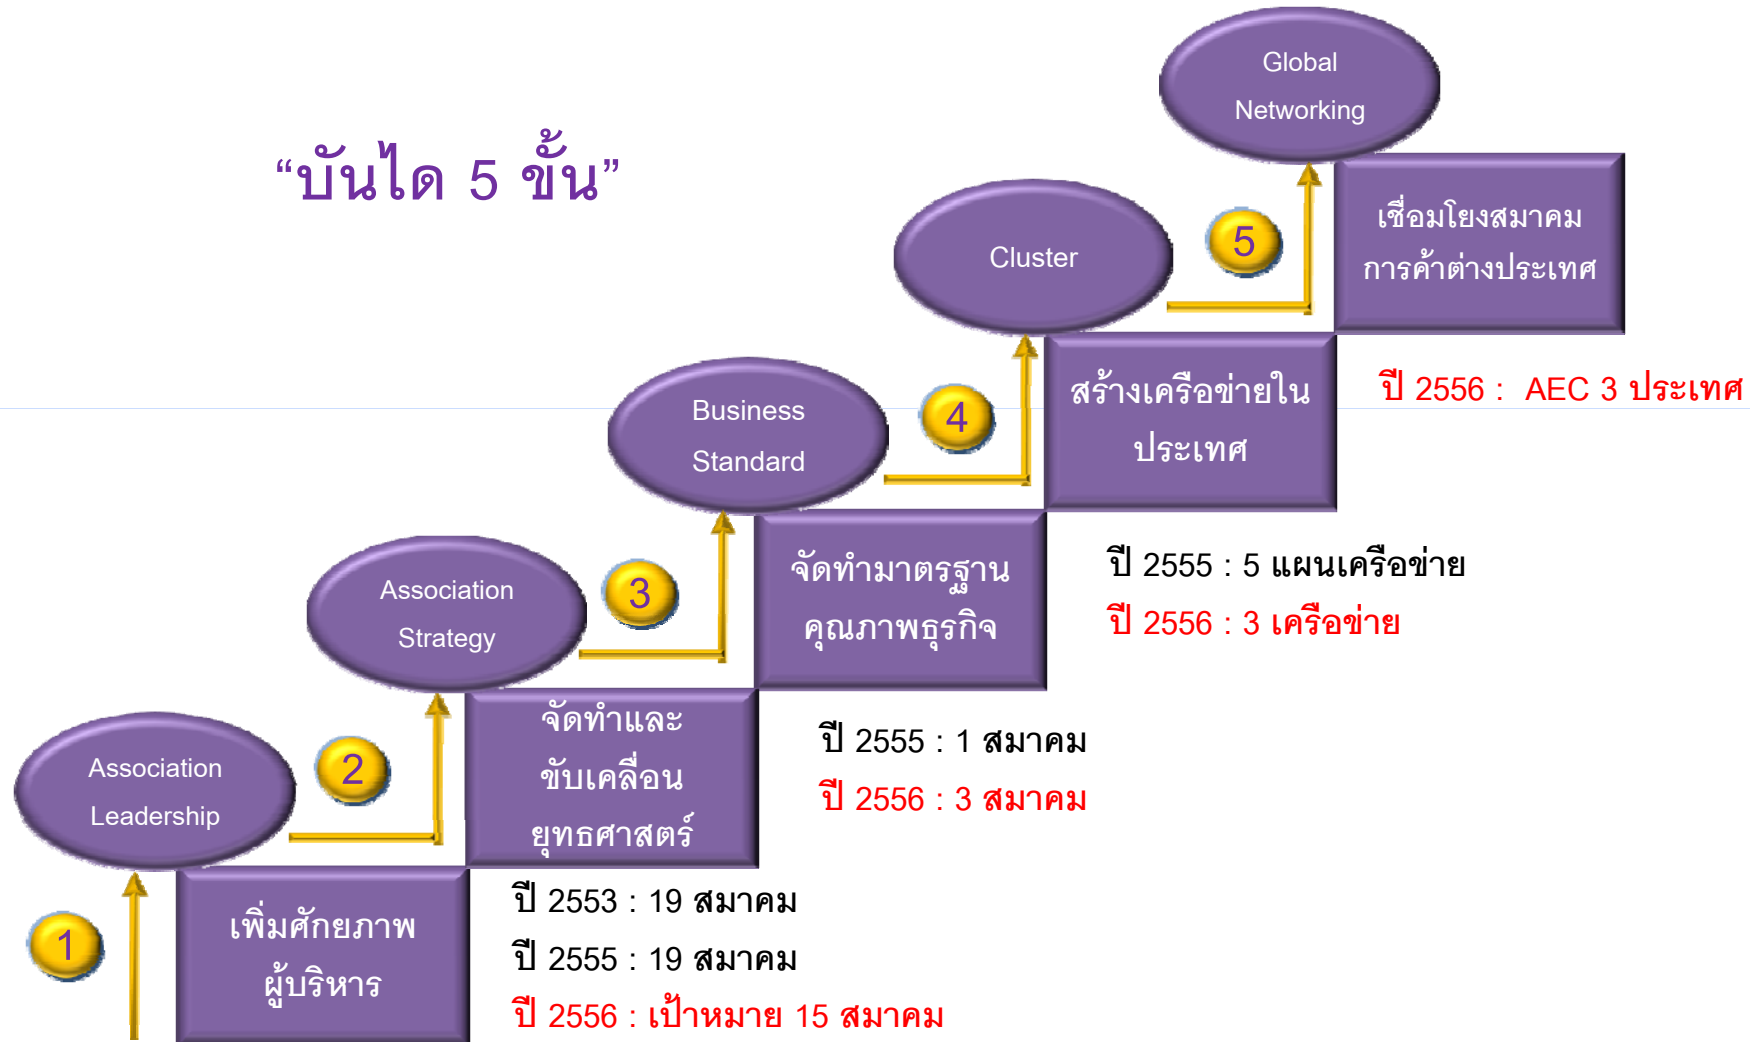 “บันได 5 ขั้น”
Global
Networking
เชื่อมโยงสมาคม
การค้าต่างประเทศ
5
Cluster
สร้างเครือข่ายใน
ประเทศ
ปี 2556 : AEC 3 ประเทศ
4
Business
Standard
จัดทำมาตรฐาน
คุณภาพธุรกิจ
ปี 2555 : 5 แผนเครือข่าย
ปี 2556 : 3 เครือข่าย
3
Association
Strategy
จัดทำและ
ขับเคลื่อน
ยุทธศาสตร์
ปี 2555 : 1 สมาคม
ปี 2556 : 3 สมาคม
2
Association
Leadership
เพิ่มศักยภาพ
ผู้บริหาร
ปี 2553 : 19 สมาคม
ปี 2555 : 19 สมาคม
ปี 2556 : เป้าหมาย 15 สมาคม
1